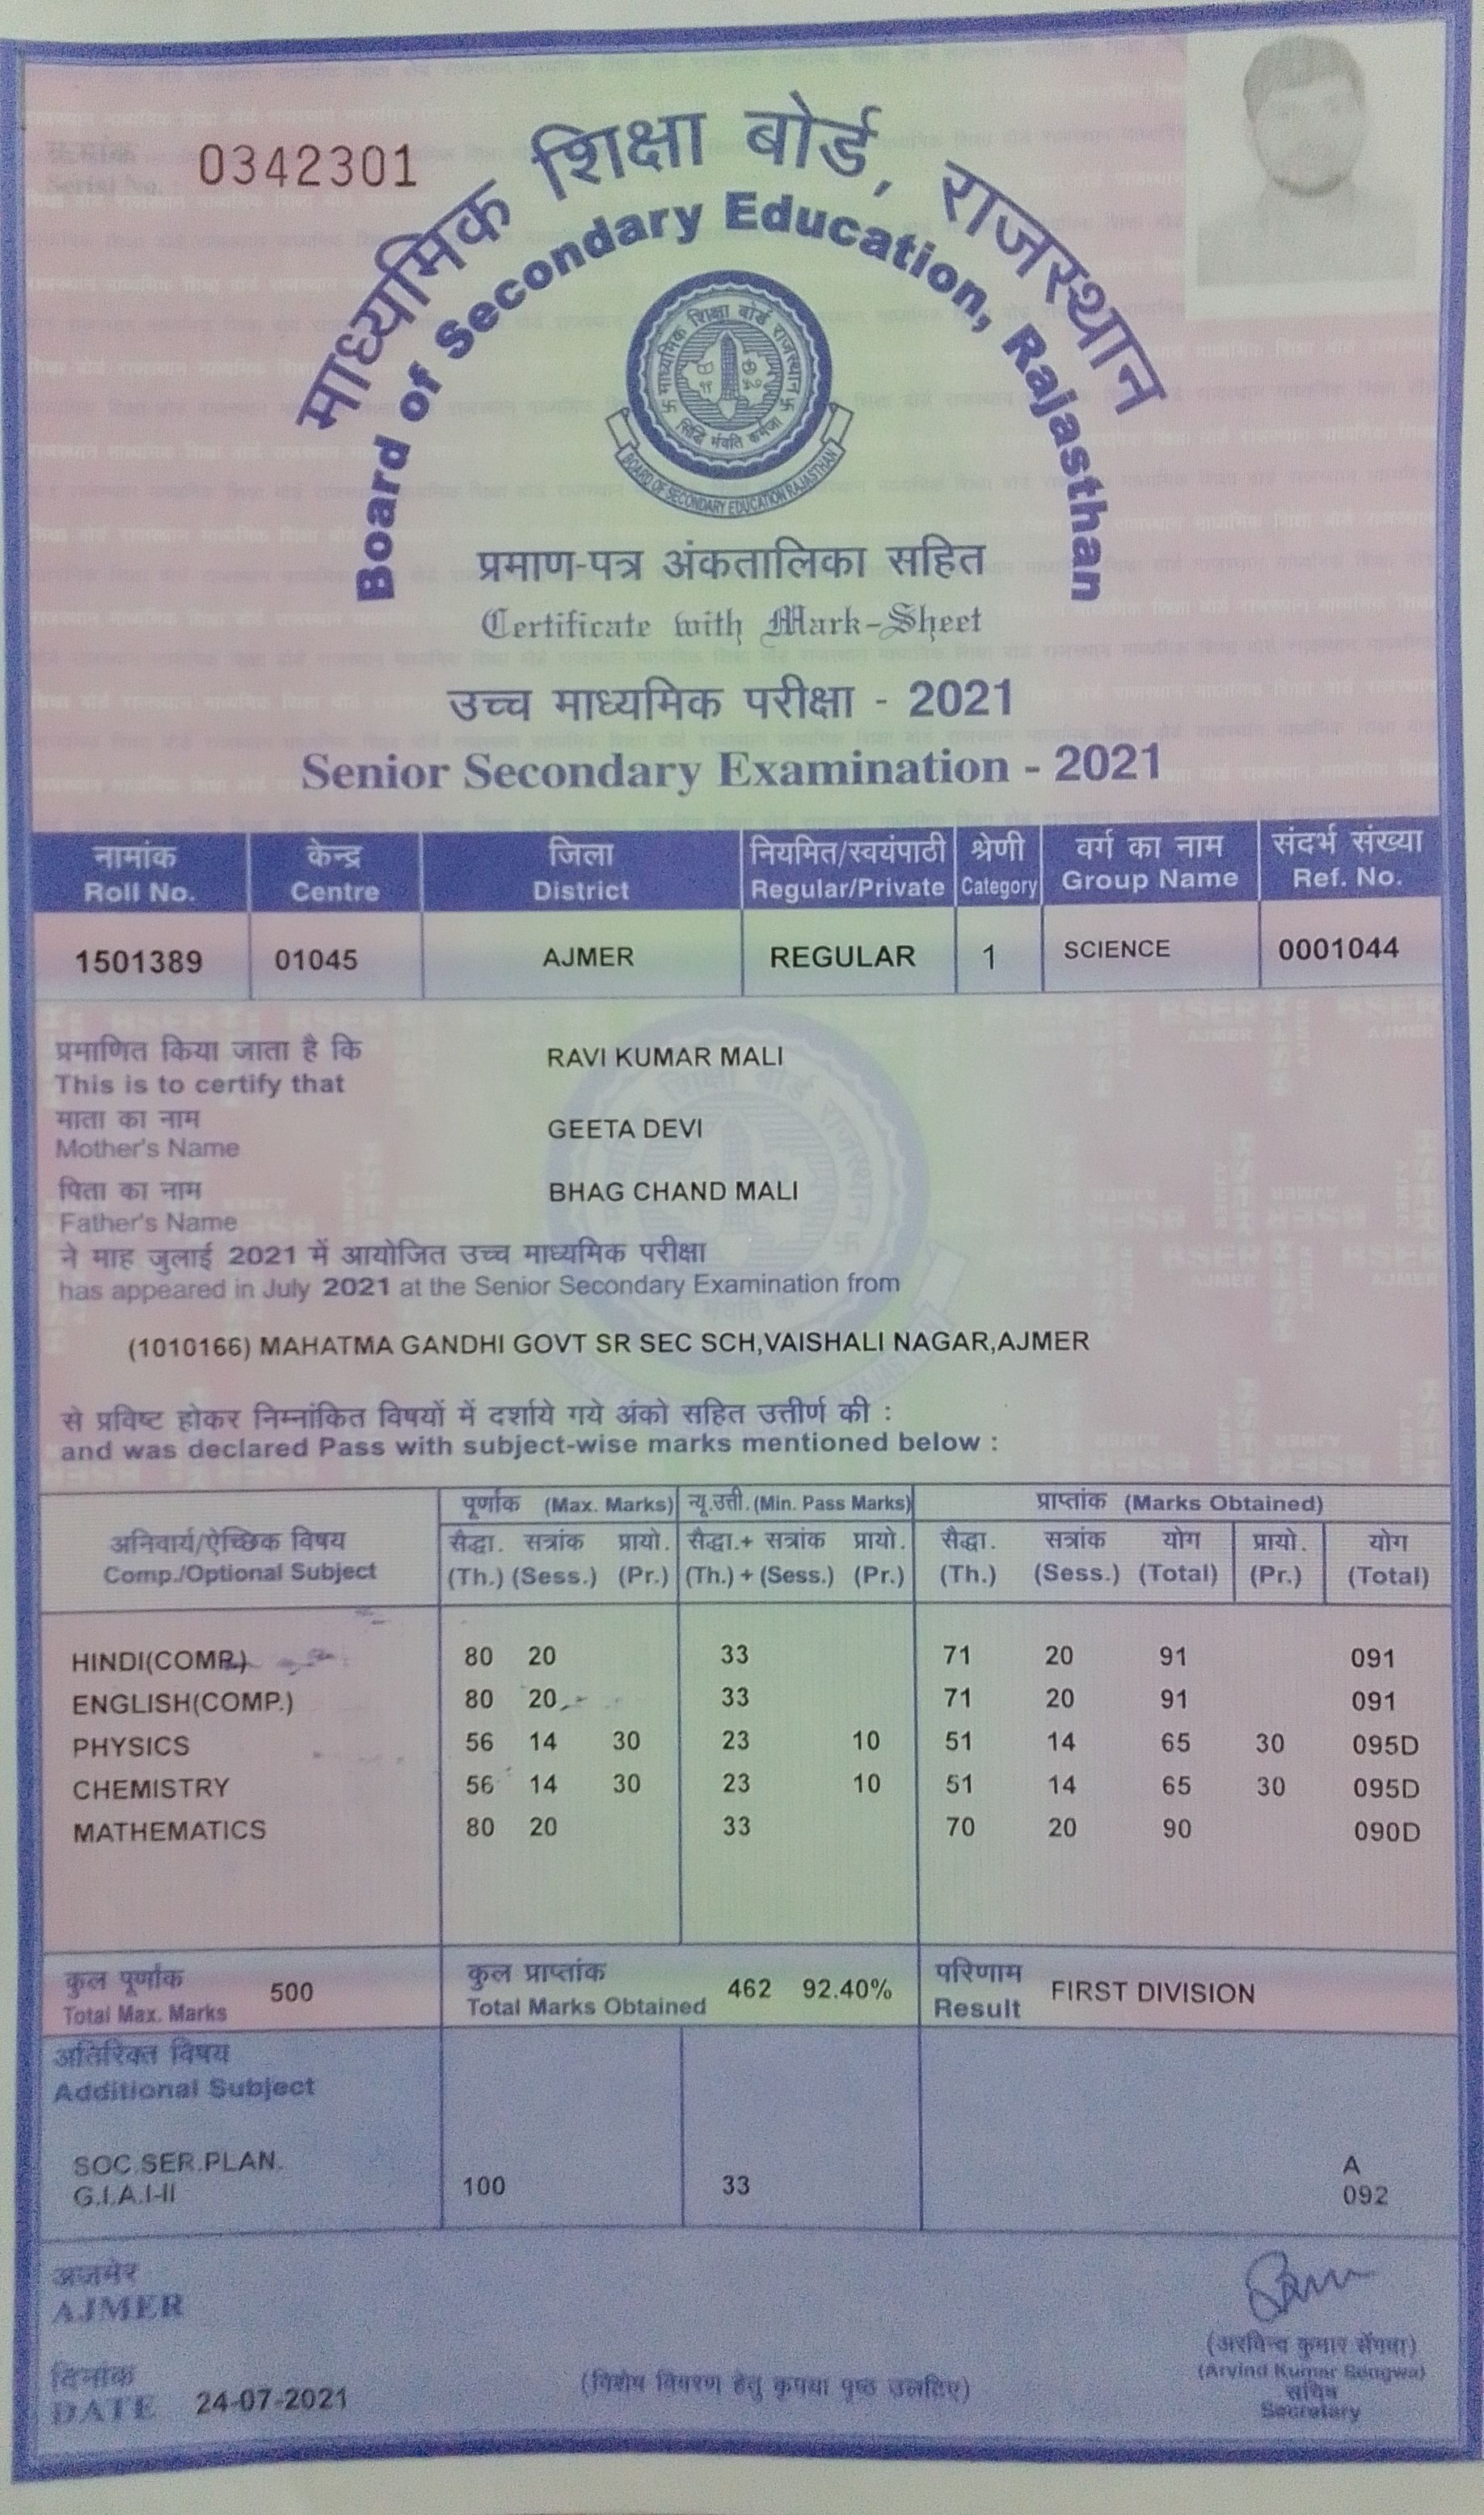 क्रमांक
Serial No. 0342301
माध्यमिक शिक्षा बोर्ड, राजस्थान
Board of Secondary Education, Rajasthan
माध्यमिक शिक्षा बोर्ड राजस्थान
BOARD OF SECONDARY EDUCATION RAJASTHAN
प्रमाण-पत्र अंकतालिका सहित
Certificate with Mark-Sheet
उच्च माध्यमिक परीक्षा - 2021
Senior Secondary Examination - 2021
नामांक केन्द्र जिला नियमित/स्वयंपाठी श्रेणी वर्ग का नाम संदर्भ संख्या
Roll No. Centre District Regular/Private Category Group Name Ref. No.
1501389 01045 AJMER REGULAR 1 SCIENCE 0001044
प्रमाणित किया जाता है कि RAVI KUMAR MALI
This is to certify that
माता का नाम GEETA DEVI
Mother's Name
पिता का नाम BHAG CHAND MALI
Father's Name
ने माह जुलाई 2021 में आयोजित उच्च माध्यमिक परीक्षा
has appeared in July 2021 at the Senior Secondary Examination from
(1010166) MAHATMA GANDHI GOVT SR SEC SCH,VAISHALI NAGAR,AJMER
से प्रविष्ट होकर निम्नांकित विषयों में दर्शाये गये अंको सहित उत्तीर्ण की :
and was declared Pass with subject-wise marks mentioned below :
पूर्णांक (Max. Marks) न्यू.उत्ती. (Min. Pass Marks) प्राप्तांक (Marks Obtained)
अनिवार्य/ऐच्छिक विषय सैद्धा. सत्रांक प्रायो. सैद्धा.+ सत्रांक प्रायो. सैद्धा. सत्रांक योग प्रायो. योग
Comp./Optional Subject (Th.) (Sess.) (Pr.) (Th.) + (Sess.) (Pr.) (Th.) (Sess.) (Total) (Pr.) (Total)
HINDI(COMP.) 80 20 33 71 20 91 091
ENGLISH(COMP.) 80 20 33 71 20 91 091
PHYSICS 56 14 30 23 10 51 14 65 30 095D
CHEMISTRY 56 14 30 23 10 51 14 65 30 095D
MATHEMATICS 80 20 33 70 20 90 090D
कुल पूर्णांक 500 कुल प्राप्तांक 462 92.40% परिणाम FIRST DIVISION
Total Max. Marks Total Marks Obtained Result
अतिरिक्त विषय
Additional Subject
SOC.SER.PLAN. A
G.I.A.I-II 100 33 092
अजमेर
AJMER
(अरविन्द कुमार सेंगवा)
(Arvind Kumar Sengwa)
सचिव
Secretary
दिनांक
DATE 24-07-2021
(विशेष विवरण हेतु कृपया पृष्ठ उलटिए)